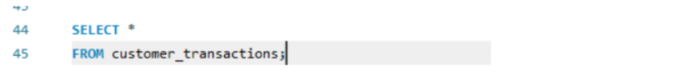 44 SELECT *
45 FROM customer_transactions;